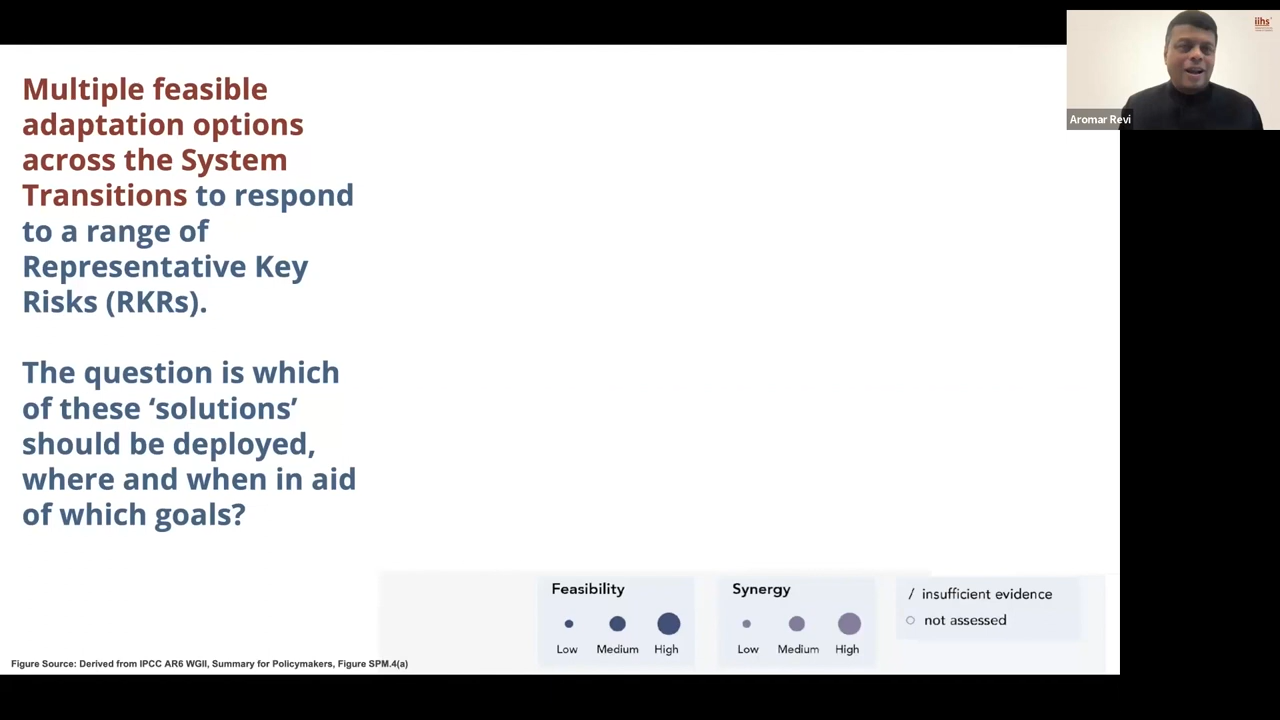 Multiple feasible
adaptation options
across the System
Transitions to respond
to a range of
Representative Key
Risks (RKRs).
The question is which
of these ‘solutions’
should be deployed,
where and when in aid
of which goals?
Feasibility
Low Medium High
Synergy
Low Medium High
/ insufficient evidence
not assessed
Figure Source: Derived from IPCC AR6 WGII, Summary for Policymakers, Figure SPM.4(a)
iihs
Aromar Revi